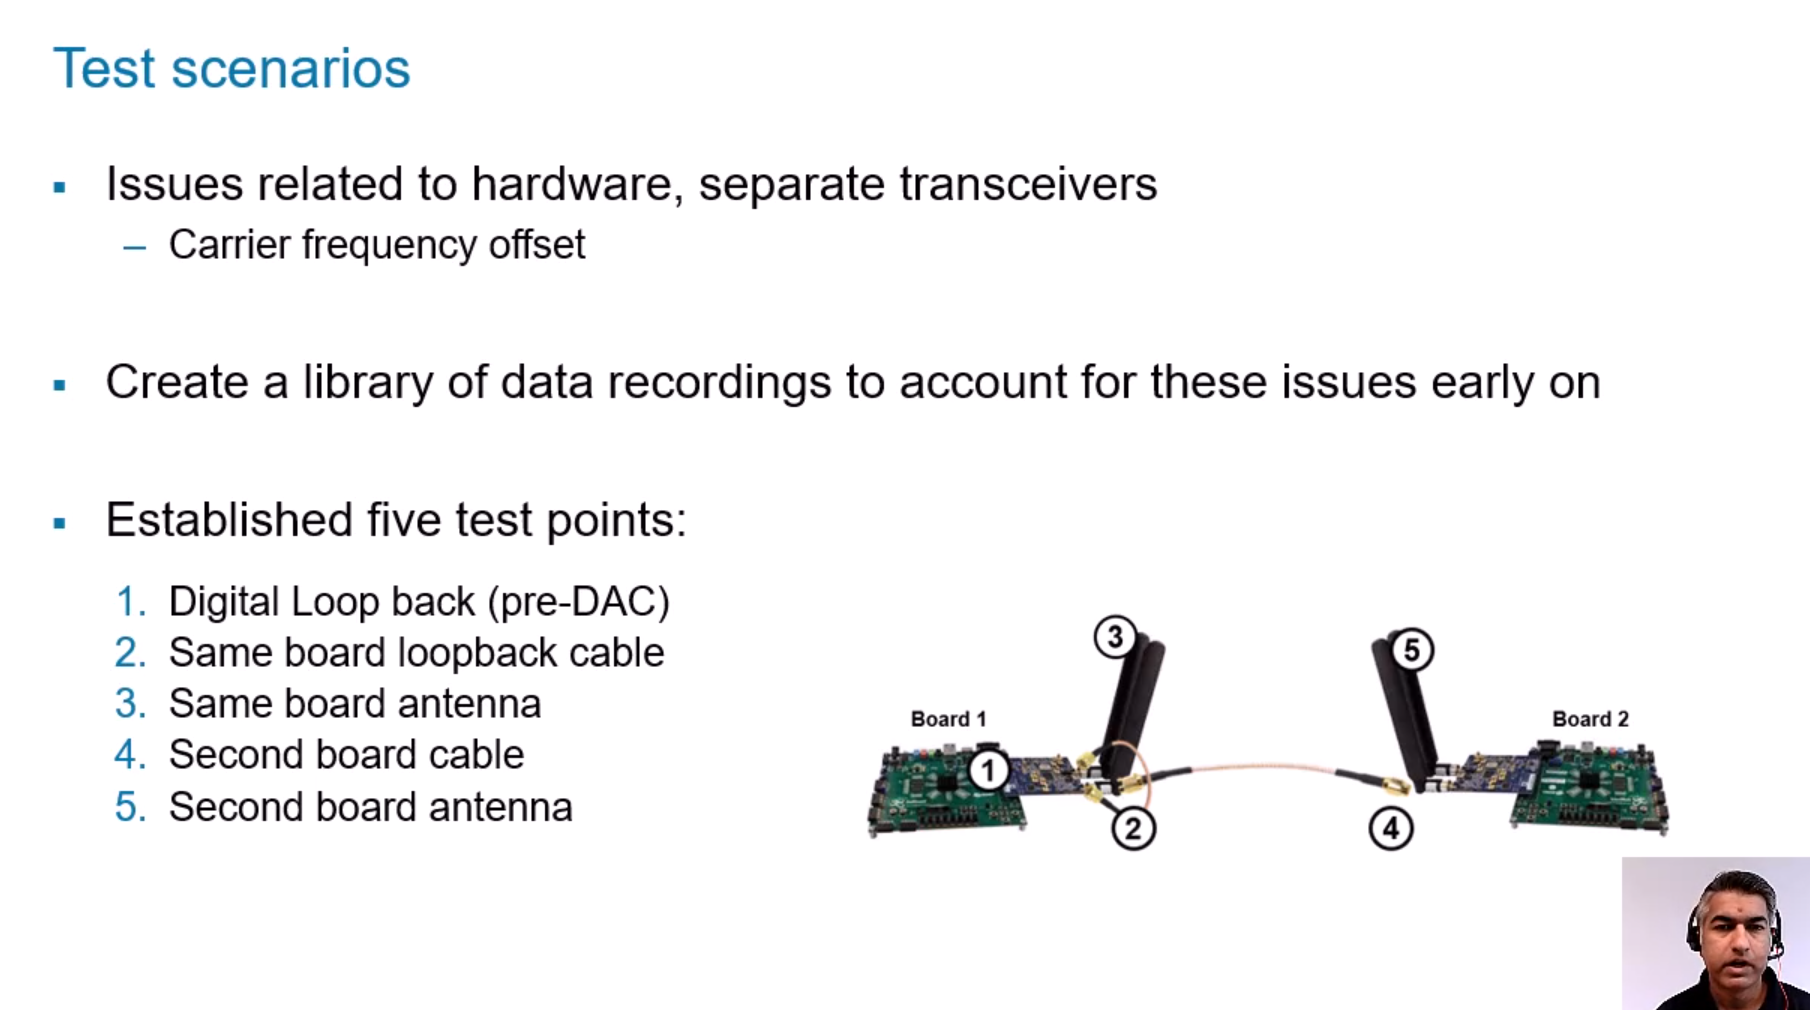 Test scenarios
Issues related to hardware, separate transceivers
– Carrier frequency offset
Create a library of data recordings to account for these issues early on
Established five test points:
1. Digital Loop back (pre-DAC)
2. Same board loopback cable
3. Same board antenna
4. Second board cable
5. Second board antenna
3
5
Board 1
Board 2
1
2
4